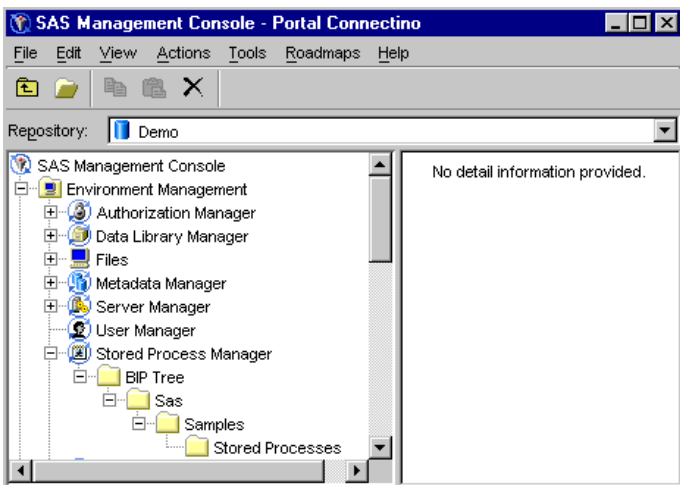 SAS Management Console - Portal Connectino
File Edit View Actions Tools Roadmaps Help
Repository: Demo
SAS Management Console
Environment Management
Authorization Manager
Data Library Manager
Files
Metadata Manager
Server Manager
User Manager
Stored Process Manager
BIP Tree
Sas
Samples
Stored Processes
No detail information provided.